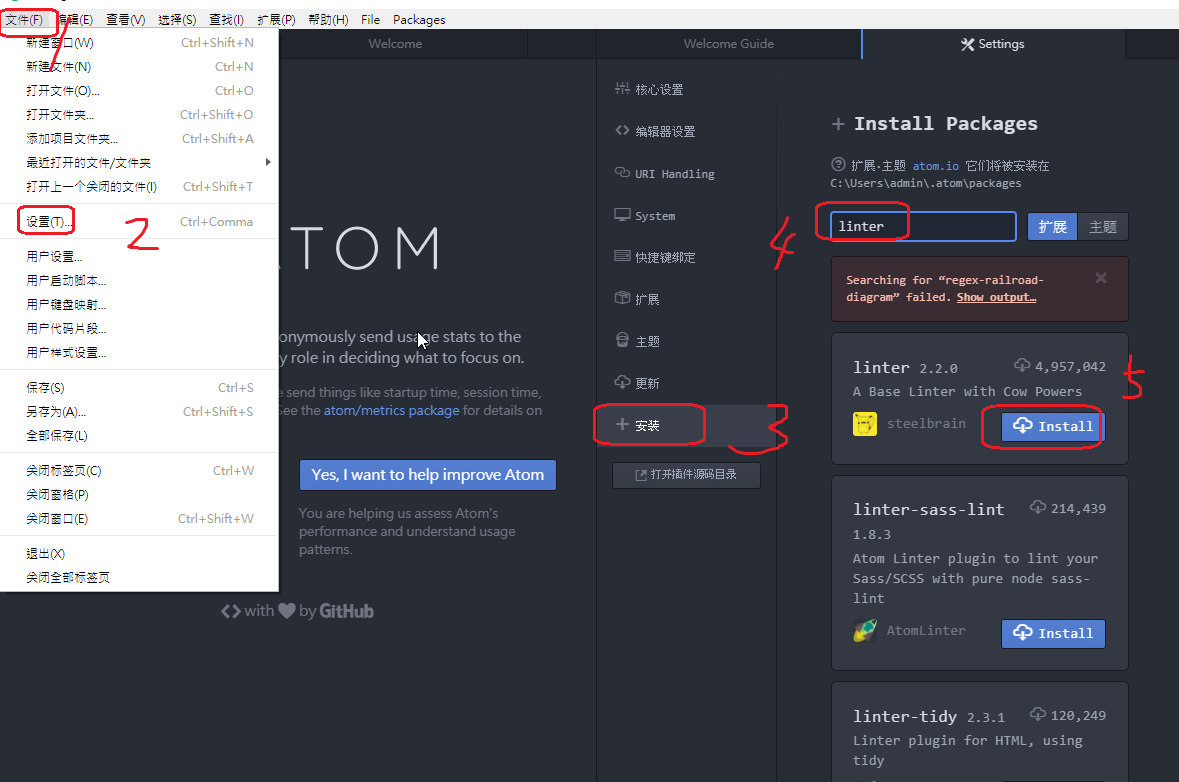 文件(F) 编辑(E) 查看(V) 选择(S) 查找(I) 扩展(P) 帮助(H) File Packages
1
新建窗口(W) Ctrl+Shift+N
新建文件(N) Ctrl+N
打开文件(O)... Ctrl+O
打开文件夹... Ctrl+Shift+O
添加项目文件夹... Ctrl+Shift+A
最近打开的文件/文件夹
打开上一个关闭的文件(I) Ctrl+Shift+T
设置(T)... Ctrl+Comma
2
用户设置...
用户启动脚本...
用户键盘映射...
用户代码片段...
用户样式设置...
保存(S) Ctrl+S
另存为(A)... Ctrl+Shift+S
全部保存(L)
关闭标签页(C) Ctrl+W
关闭窗格(P)
关闭窗口(E) Ctrl+Shift+W
退出(X)
关闭全部标签页
Welcome
ATOM
onymously send usage stats to the
y role in deciding what to focus on.
e send things like startup time, session time,
See the atom/metrics package for details on
Yes, I want to help improve Atom
You are helping us assess Atom's
performance and understand usage
patterns.
with by GitHub
Welcome Guide
Settings
核心设置
编辑器设置
URI Handling
System
快捷键绑定
扩展
主题
更新
安装
3
打开插件源码目录
Install Packages
扩展·主题 atom.io 它们将被安装在
C:\Users\admin\.atom\packages
4
linter 扩展 主题
Searching for “regex-railroad-
diagram” failed. Show output…
linter 2.2.0 4,957,042
5
A Base Linter with Cow Powers
steelbrain Install
linter-sass-lint 214,439
1.8.3
Atom Linter plugin to lint your
Sass/SCSS with pure node sass-
lint
AtomLinter Install
linter-tidy 2.3.1 120,249
Linter plugin for HTML, using
tidy